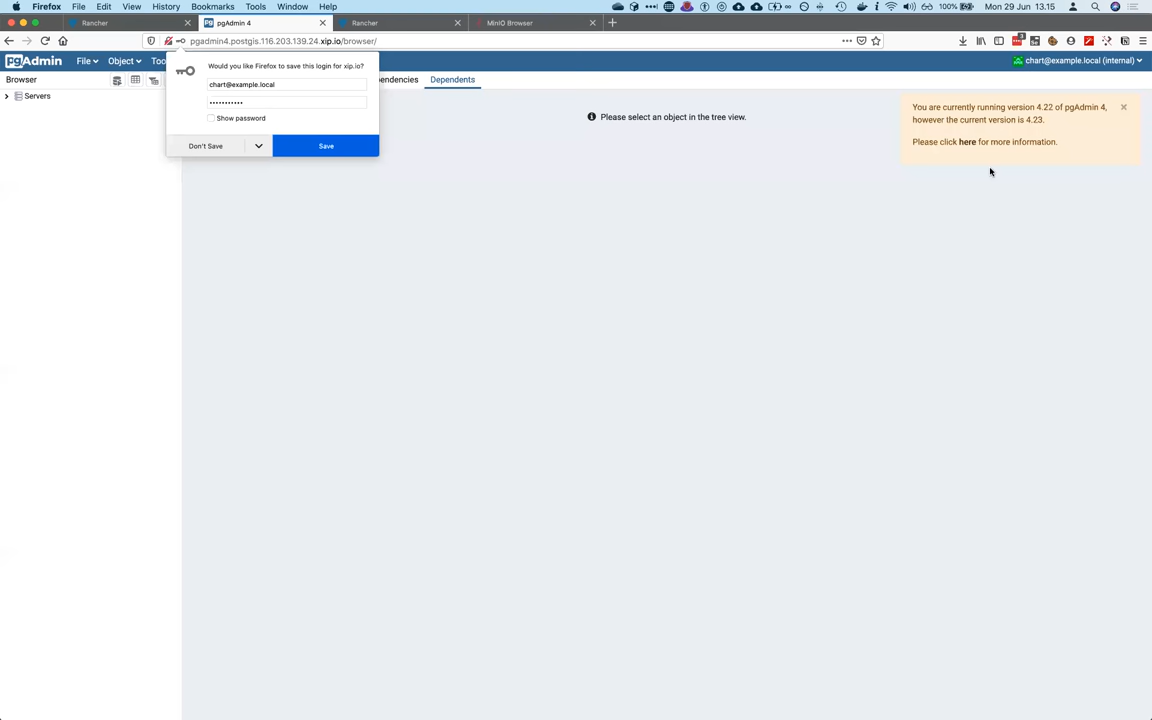 Firefox File Edit View History Bookmarks Tools Window Help 100% Mon 29 Jun 13.15
Rancher pgAdmin 4 Rancher MinIO Browser
pgadmin4.postgis.116.203.139.24.xip.io/browser/
pgAdmin File Object Too chart@example.local (internal)
Browser pendencies Dependents
Servers
Would you like Firefox to save this login for xip.io?
chart@example.local
•••••••••••
Show password
Don't Save Save
Please select an object in the tree view.
You are currently running version 4.22 of pgAdmin 4,
however the current version is 4.23.
Please click here for more information.